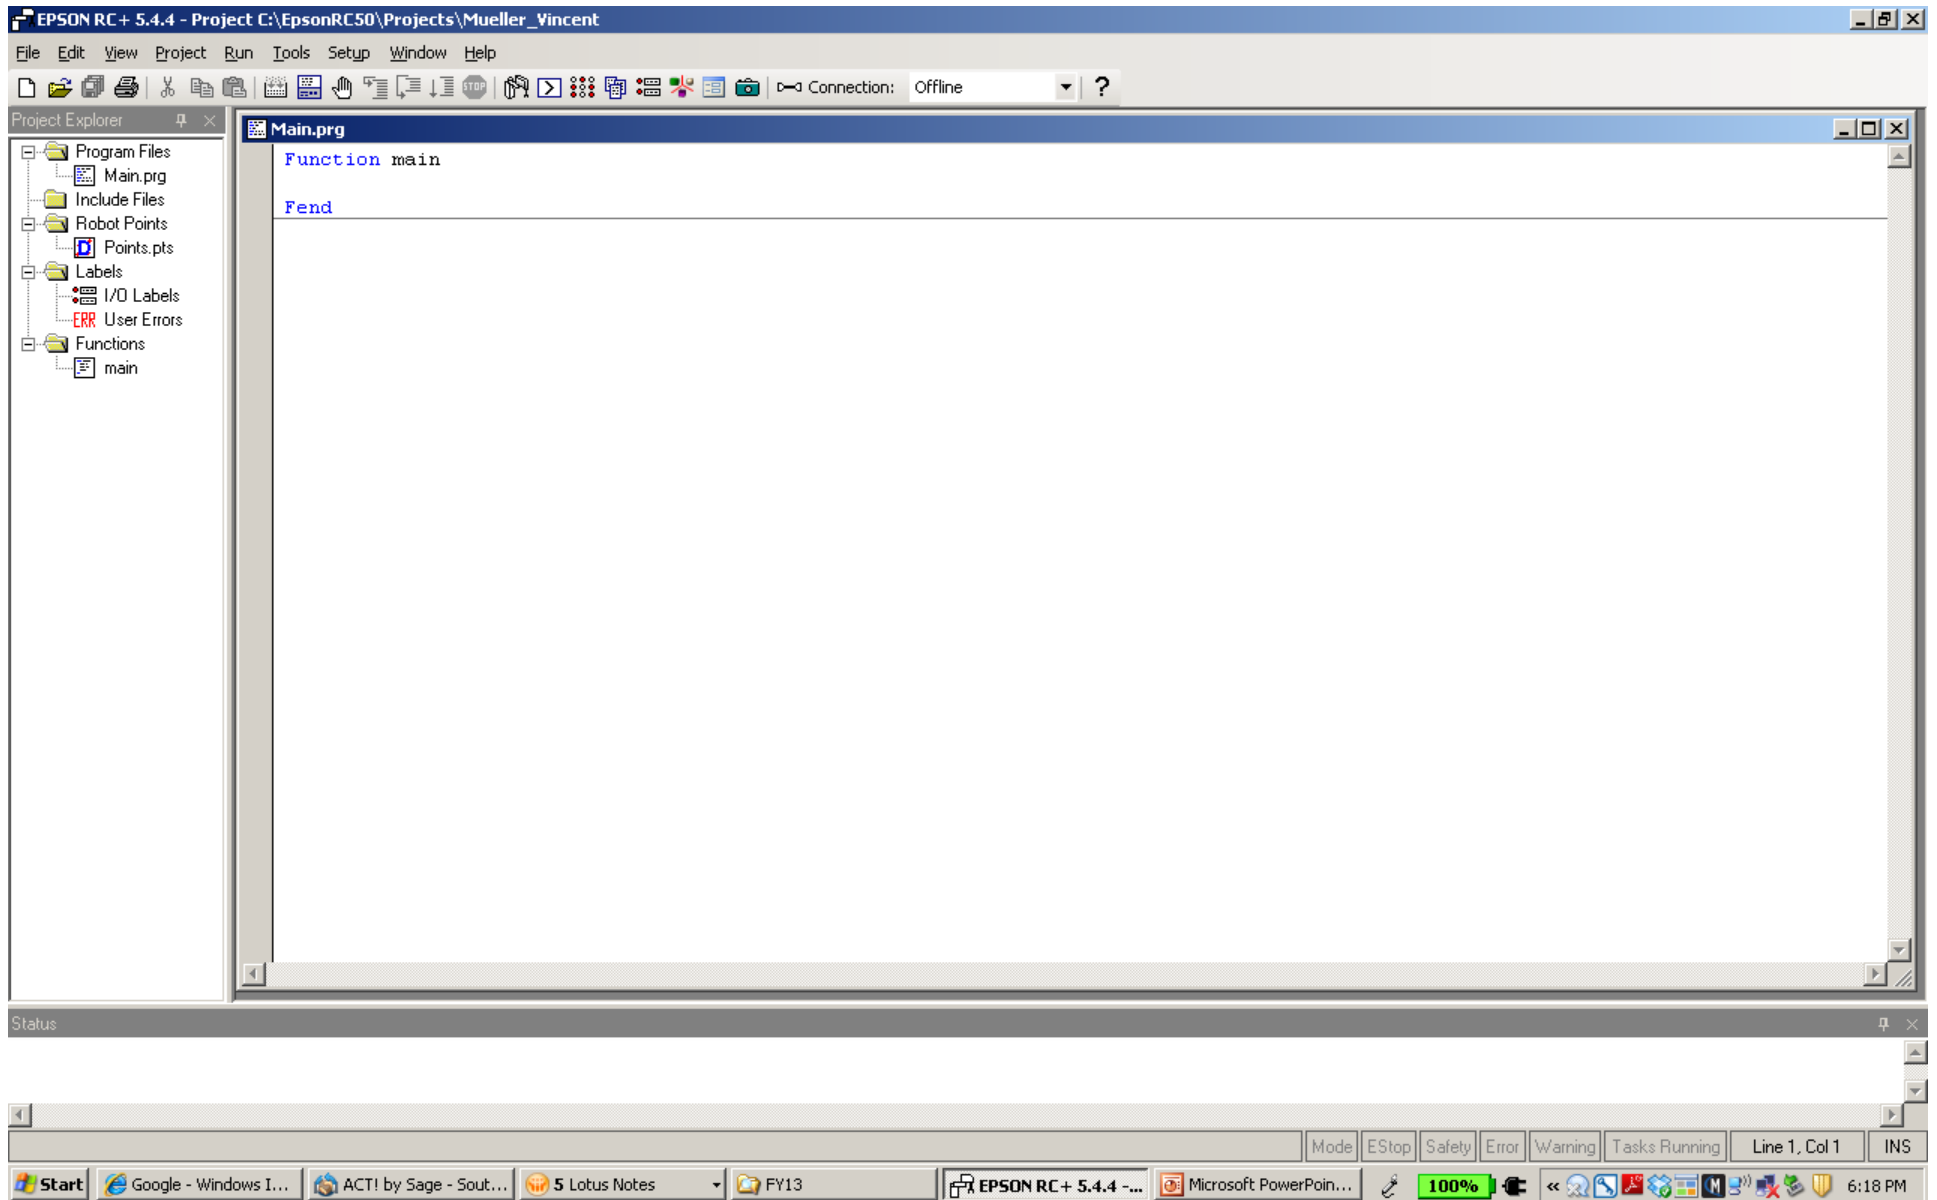 EPSON RC+ 5.4.4 - Project C:\EpsonRC50\Projects\Mueller_Vincent
File Edit View Project Run Tools Setup Window Help
STOP Connection: Offline ?
Project Explorer
Main.prg
Program Files
Main.prg
Include Files
Robot Points
Points.pts
Labels
I/O Labels
ERR User Errors
Functions
main
Function main
Fend
Status
Mode EStop Safety Error Warning Tasks Running Line 1, Col 1 INS
Start Google - Windows I... ACT! by Sage - Sout... 5 Lotus Notes FY13 EPSON RC+ 5.4.4 -... Microsoft PowerPoin... 100% « 6:18 PM